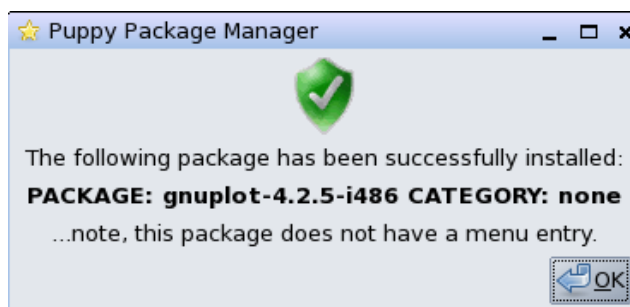 Puppy Package Manager
The following package has been successfully installed:
PACKAGE: gnuplot-4.2.5-i486 CATEGORY: none
...note, this package does not have a menu entry.
OK